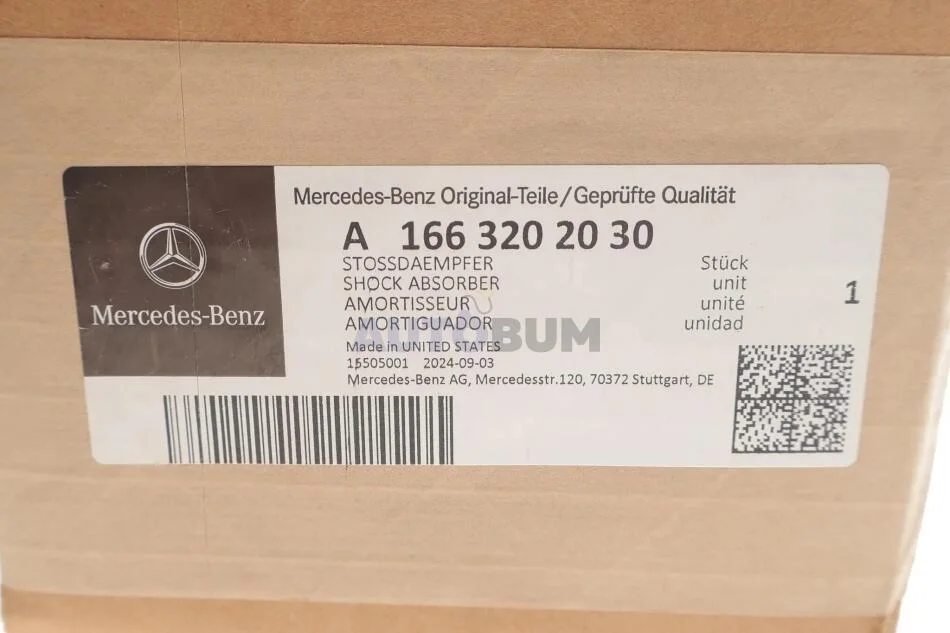 Mercedes-Benz Original-Teile/Geprüfte Qualität
A 166 320 20 30
STOSSDAEMPFER Stück
SHOCK ABSORBER unit
AMORTISSEUR unité
AMORTIGUADOR unidad
1
Mercedes-Benz
AUTOBUM
Made in UNITED STATES
15505001 2024-09-03
Mercedes-Benz AG, Mercedesstr.120, 70372 Stuttgart, DE